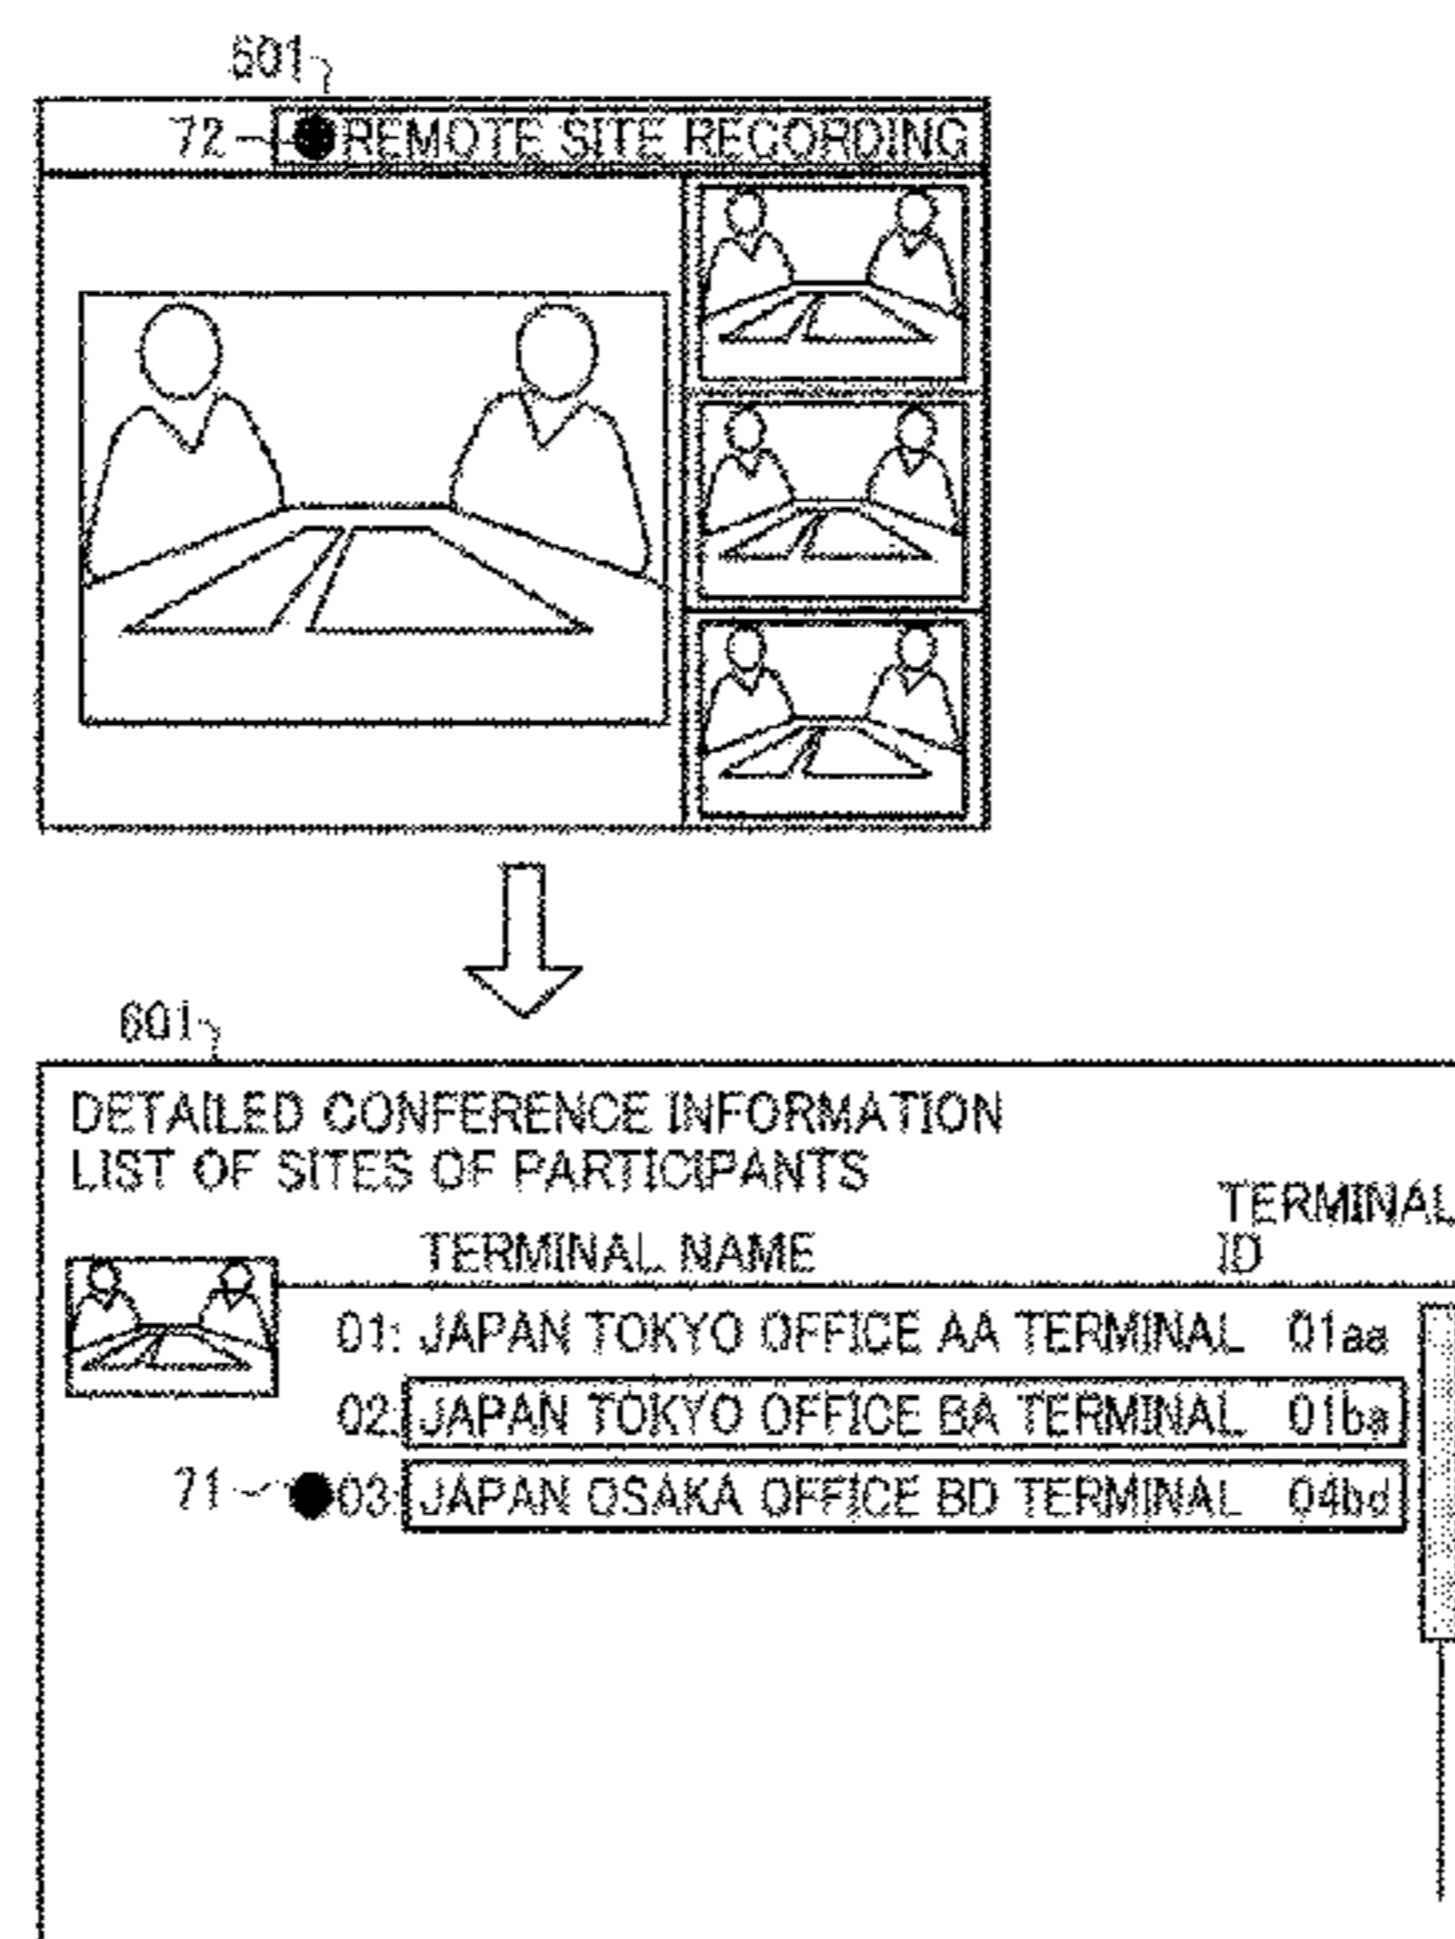 601
72 REMOTE SITE RECORDING
601
DETAILED CONFERENCE INFORMATION
LIST OF SITES OF PARTICIPANTS
TERMINAL NAME TERMINAL ID
01: JAPAN TOKYO OFFICE AA TERMINAL 01aa
02: JAPAN TOKYO OFFICE BA TERMINAL 01ba
71 03: JAPAN OSAKA OFFICE BD TERMINAL 04bd